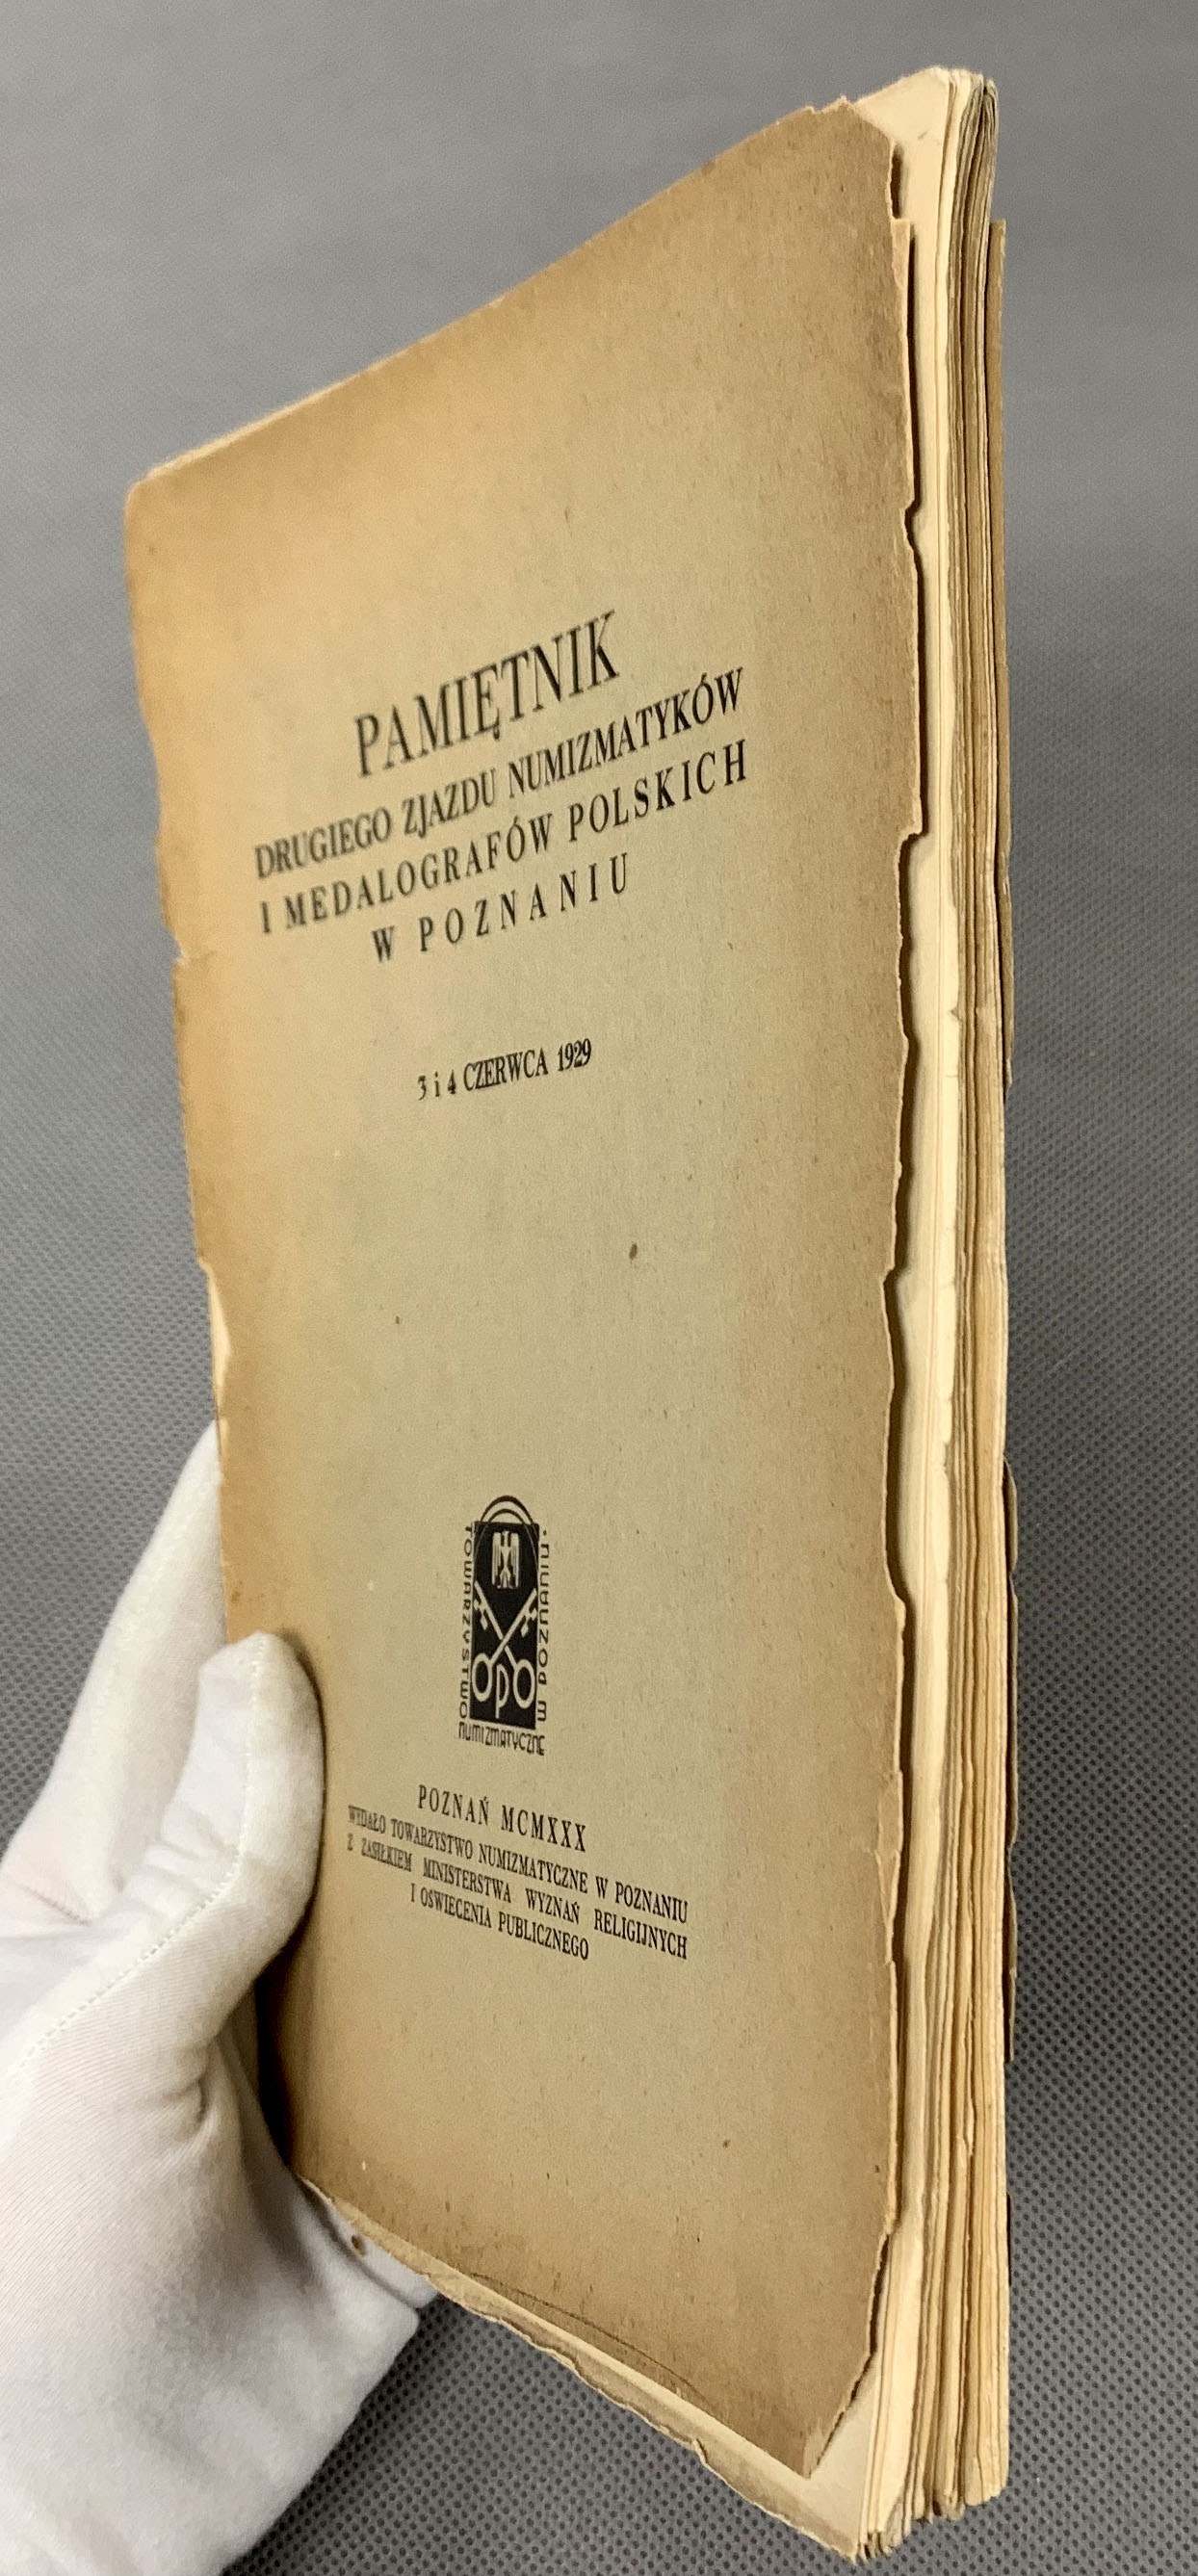 PAMIĘTNIK
DRUGIEGO ZJAZDU NUMIZMATYKÓW
I MEDALOGRAFÓW POLSKICH
W POZNANIU
3 i 4 CZERWCA 1929
TOWARZYSTWO
NUMIZMATYCZNE
W POZNANIU
POZNAŃ MCMXXX
WYDAŁO TOWARZYSTWO NUMIZMATYCZNE W POZNANIU
Z ZASIŁKIEM MINISTERSTWA WYZNAŃ RELIGIJNYCH
I OŚWIECENIA PUBLICZNEGO